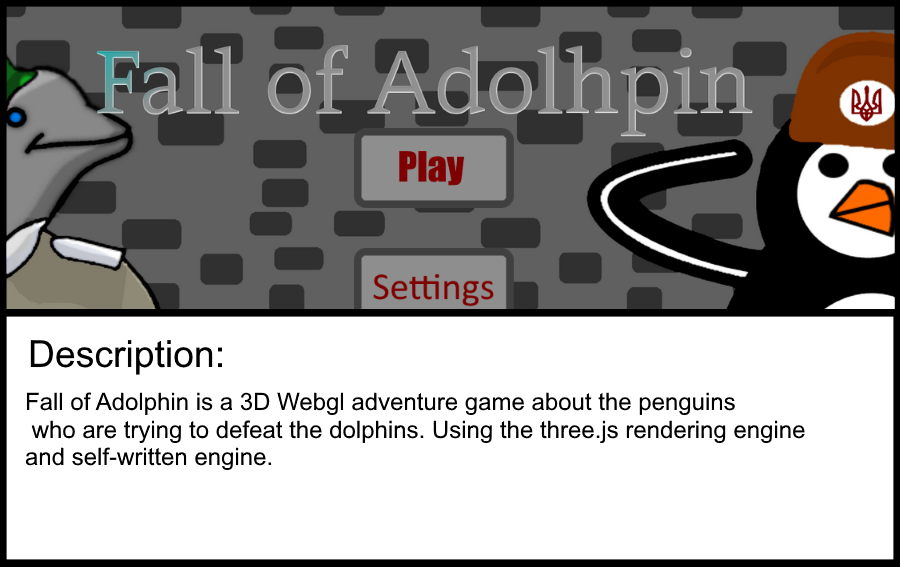 Fall of Adolhpin
Play
Settings
Description:
Fall of Adolphin is a 3D Webgl adventure game about the penguins
who are trying to defeat the dolphins. Using the three.js rendering engine
and self-written engine.